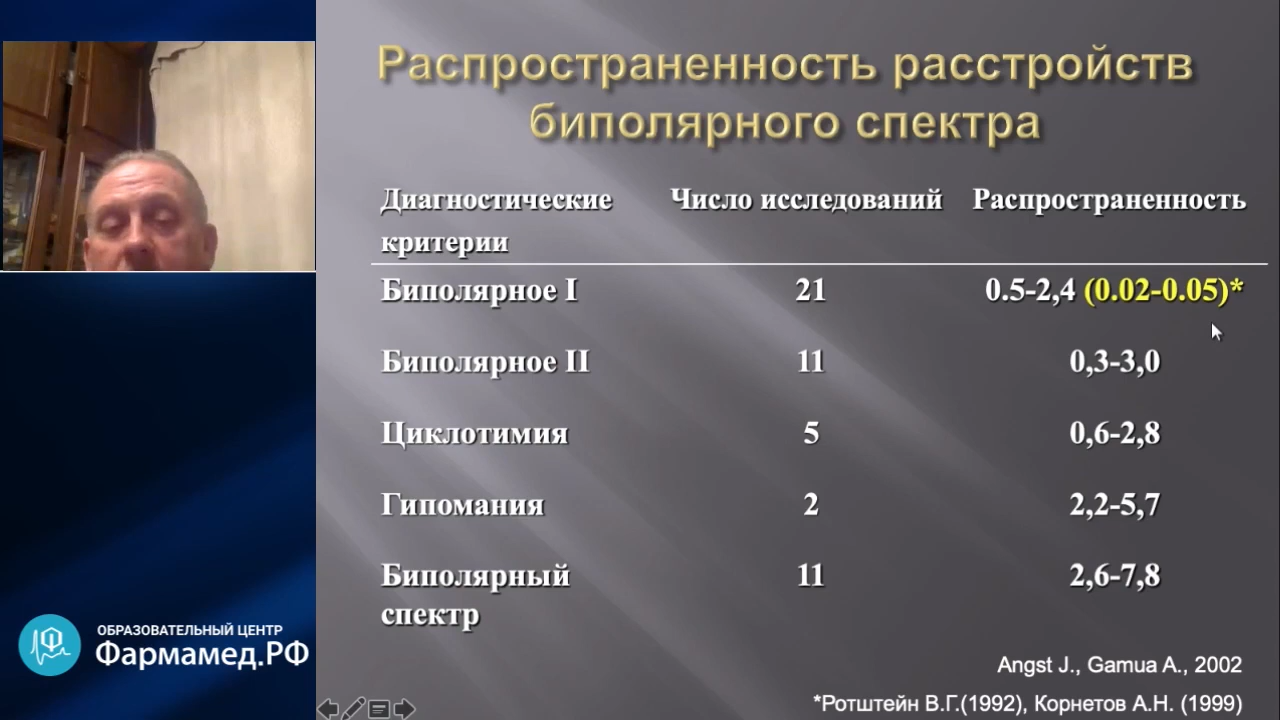 Распространенность расстройств
биполярного спектра
Диагностические критерии Число исследований Распространенность
Биполярное I 21 0.5-2,4 (0.02-0.05)*
Биполярное II 11 0,3-3,0
Циклотимия 5 0,6-2,8
Гипомания 2 2,2-5,7
Биполярный спектр 11 2,6-7,8
Angst J., Gamua A., 2002
*Ротштейн В.Г.(1992), Корнетов А.Н. (1999)
ОБРАЗОВАТЕЛЬНЫЙ ЦЕНТР
Фармамед.РФ